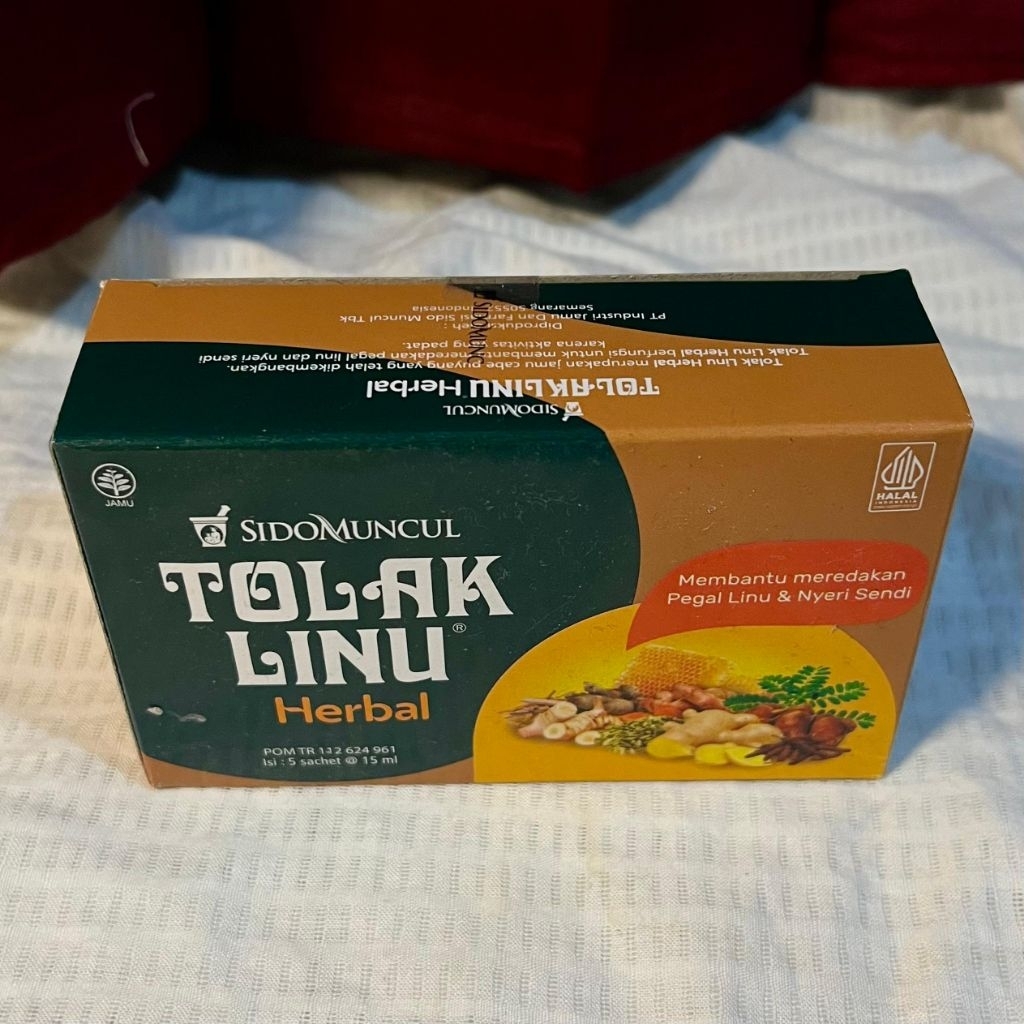 SIDOMUNCUL
TOLAK LINU Herbal
Tolak Linu Herbal merupakan jamu cabe puyang yang telah dikembangkan.
Tolak Linu Herbal berfungsi untuk membantu meredakan pegal linu dan nyeri sendi
karena aktivitas yang padat.
Diproduksi oleh :
PT Industri Jamu Dan Farmasi Sido Muncul Tbk
Semarang Indonesia
SIDOMUNC
JAMU
HALAL
INDONESIA
SIDOMUNCUL
TOLAK
LINU®
Herbal
Membantu meredakan
Pegal Linu & Nyeri Sendi
POM TR 112 624 961
Isi : 5 sachet @ 15 ml